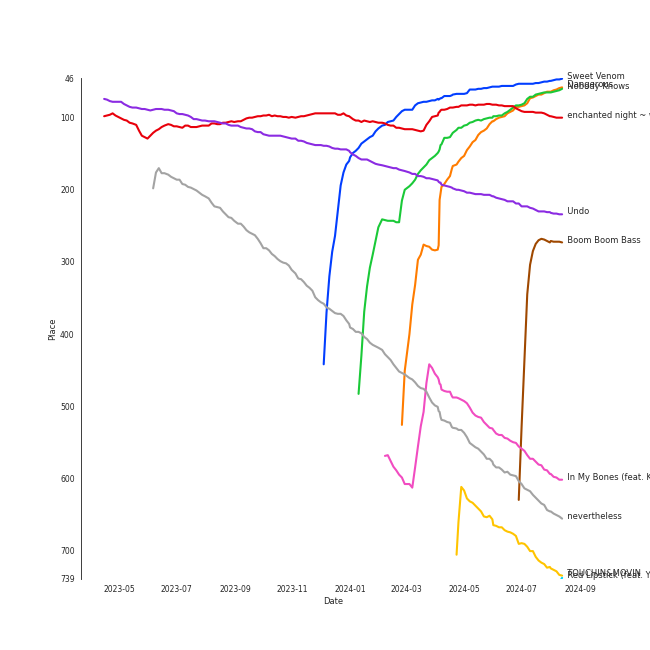 46
Sweet Venom
Dangerous
Nobody Knows
100
enchanted night ~
200
Undo
Boom Boom Bass
300
Place
400
500
600
In My Bones (feat. K
nevertheless
700
TOUCHIN&MOVIN
739
Red Lipstick (feat. Y
2023-05
2023-07
2023-09
2023-11
2024-01
2024-03
2024-05
2024-07
2024-09
Date